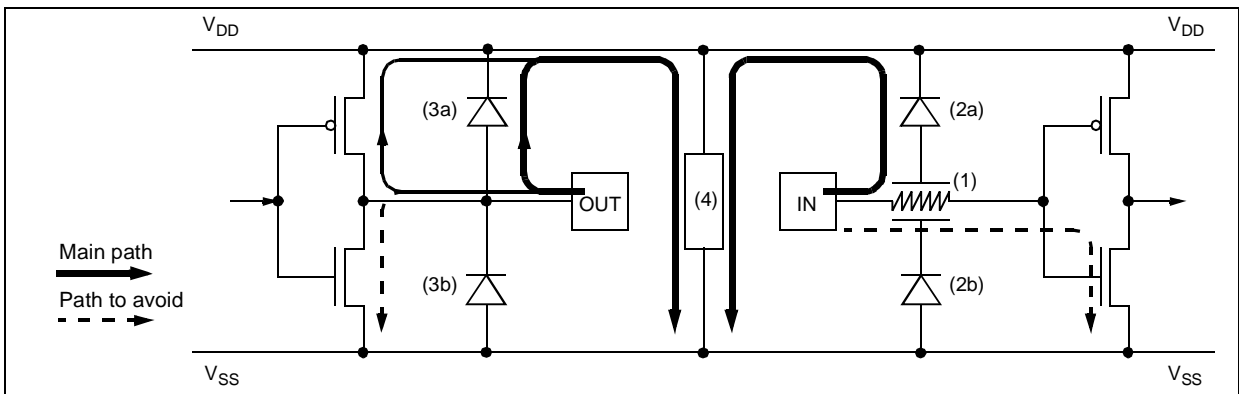 VDD VDD
(3a) (2a)
(1)
OUT (4) IN
Main path
(3b) (2b)
Path to avoid
VSS VSS